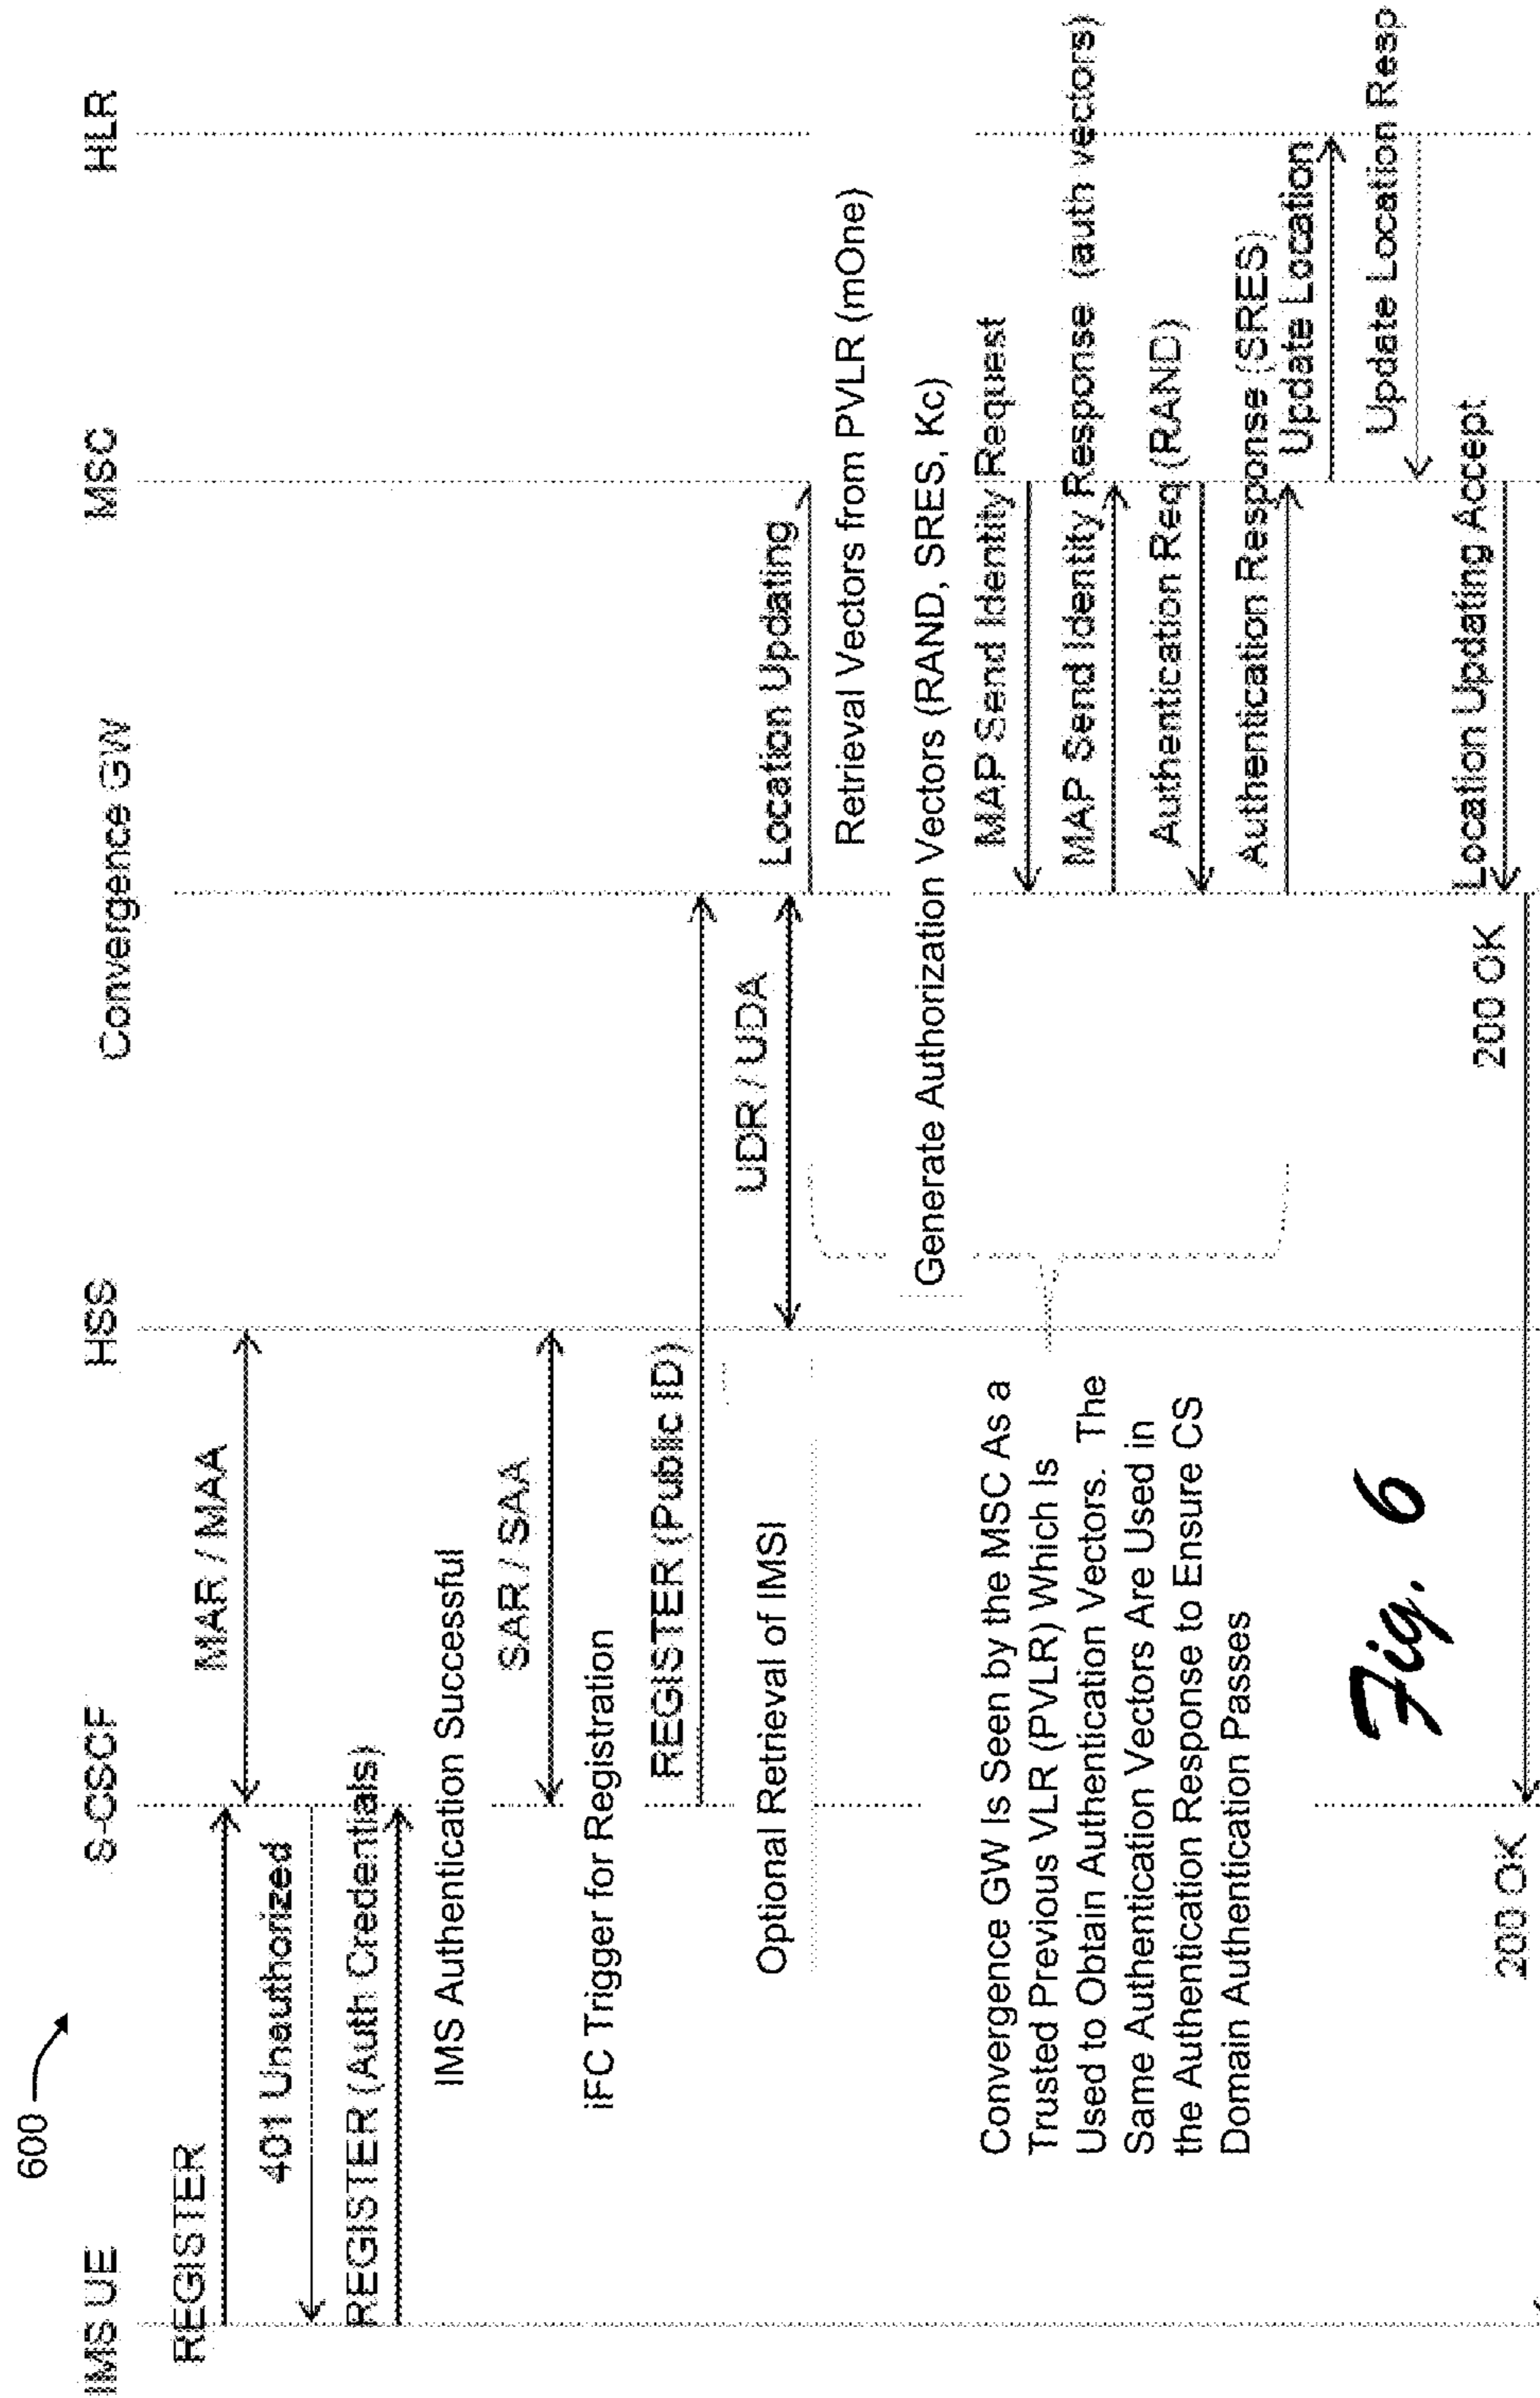 600
IMS UE
S-CSCF
HSS
Convergence GW
MSC
HLR
REGISTER
MAR / MAA
401 Unauthorized
REGISTER (Auth Credentials)
IMS Authentication Successful
SAR / SAA
iFC Trigger for Registration
REGISTER (Public ID)
UDR / UDA
Optional Retrieval of IMSI
Location Updating
Retrieval Vectors from PVLR (mOne)
Generate Authorization Vectors (RAND, SRES, Kc)
MAP Send Identity Request
MAP Send Identity Response (auth vectors)
Authentication Req (RAND)
Authentication Response (SRES)
Convergence GW Is Seen by the MSC As a
Trusted Previous VLR (PVLR) Which Is
Used to Obtain Authentication Vectors. The
Same Authentication Vectors Are Used in
the Authentication Response to Ensure CS
Domain Authentication Passes
Update Location
Update Location Resp
Location Updating Accept
200 OK
200 OK
Fig. 6